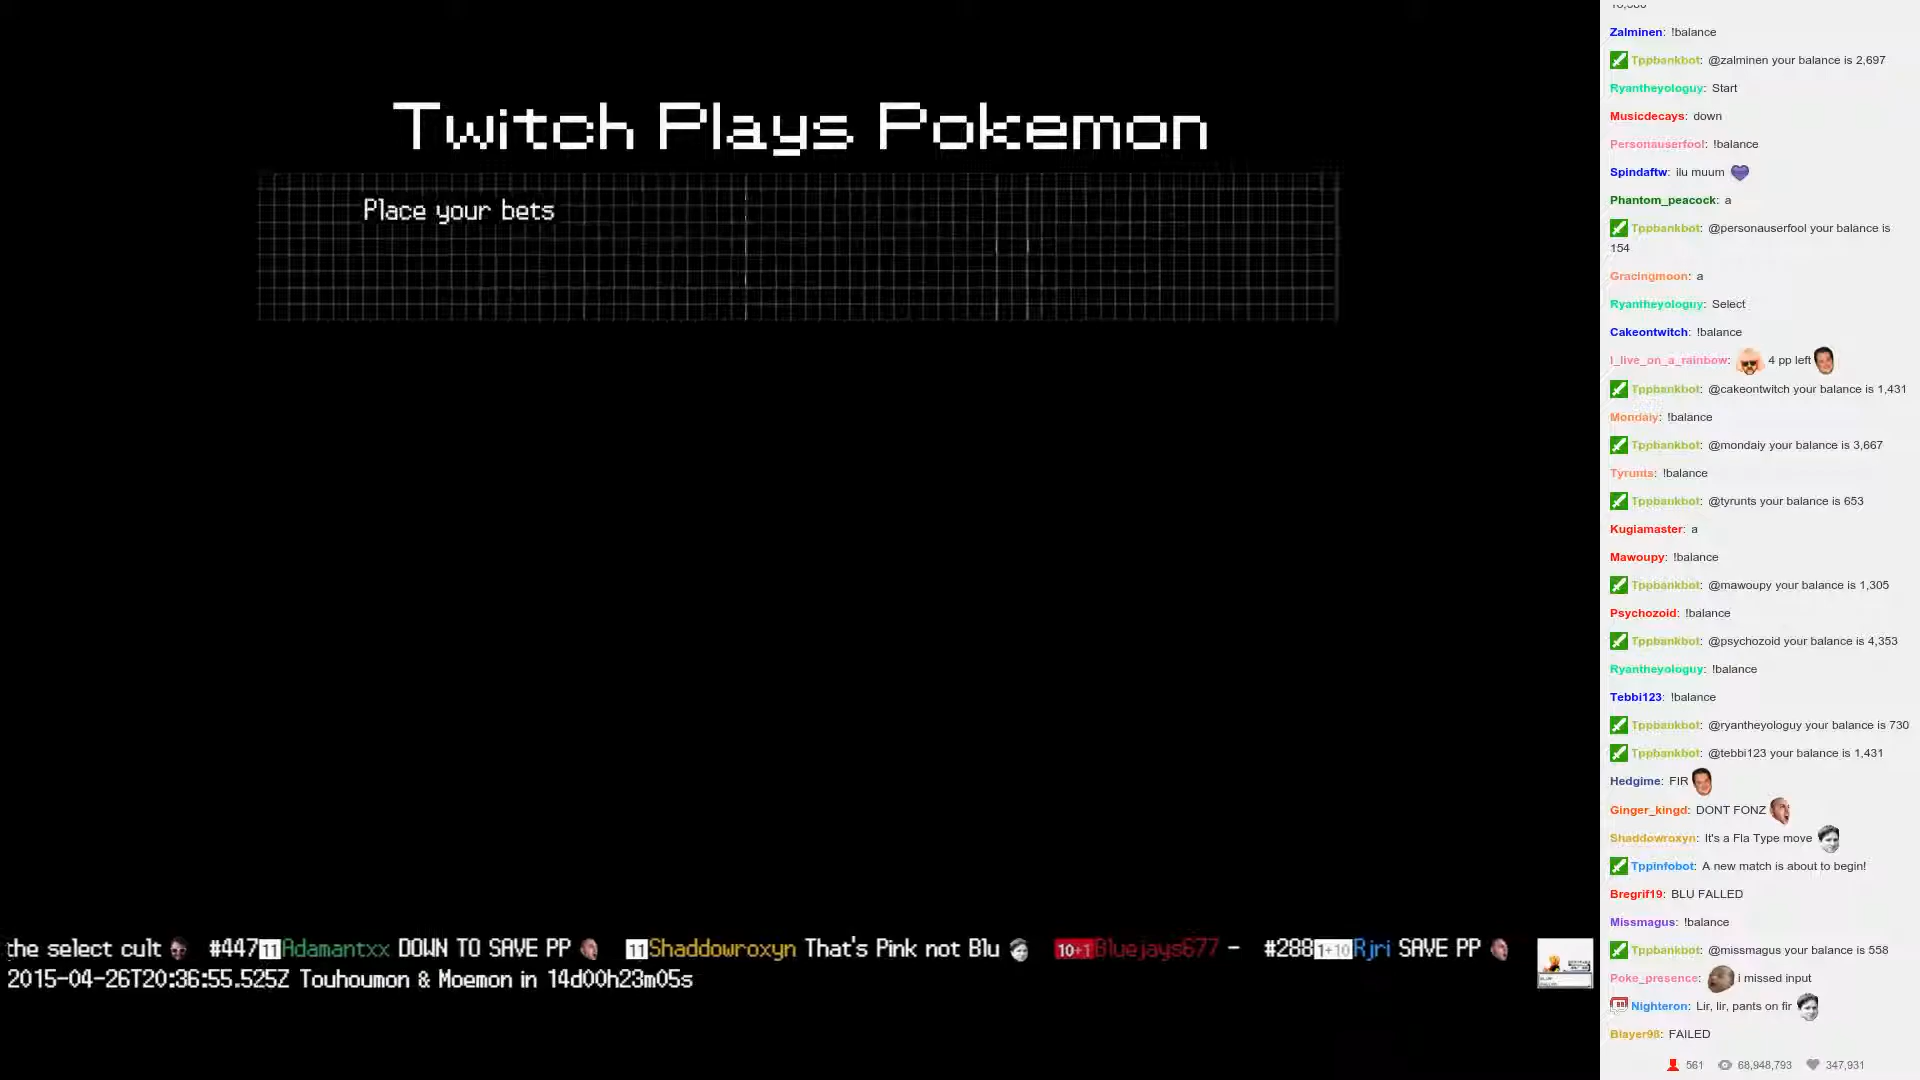 Twitch Plays Pokemon
Place your bets
the select cult #447 11 Adamantxx DOWN TO SAVE PP 11 Shaddowroxyn That's Pink not Blu 10+1 Bluejays677 - #288 1+10 Rjri SAVE PP
2015-04-26T20:36:55.525Z Touhoumon & Moemon in 14d00h23m05s
Zalminen: !balance
Tppbankbot: @zalminen your balance is 2,697
Ryantheyologuy: Start
Musicdecays: down
Personauserfool: !balance
Spindaftw: ilu muum
Phantom_peacock: a
Tppbankbot: @personauserfool your balance is
154
Gracingmoon: a
Ryantheyologuy: Select
Cakeontwitch: !balance
I_live_on_a_rainbow: 4 pp left
Tppbankbot: @cakeontwitch your balance is 1,431
Mondaiy: !balance
Tppbankbot: @mondaiy your balance is 3,667
Tyrunts: !balance
Tppbankbot: @tyrunts your balance is 653
Kugiamaster: a
Mawoupy: !balance
Tppbankbot: @mawoupy your balance is 1,305
Psychozoid: !balance
Tppbankbot: @psychozoid your balance is 4,353
Ryantheyologuy: !balance
Tebbi123: !balance
Tppbankbot: @ryantheyologuy your balance is 730
Tppbankbot: @tebbi123 your balance is 1,431
Hedgime: FIR
Ginger_kingd: DONT FONZ
Shaddowroxyn: It's a Fla Type move
Tppinfobot: A new match is about to begin!
Bregrif19: BLU FALLED
Missmagus: !balance
Tppbankbot: @missmagus your balance is 558
Poke_presence: i missed input
Nighteron: Lir, lir, pants on fir
Blayer98: FAILED
561 68,948,793 347,931